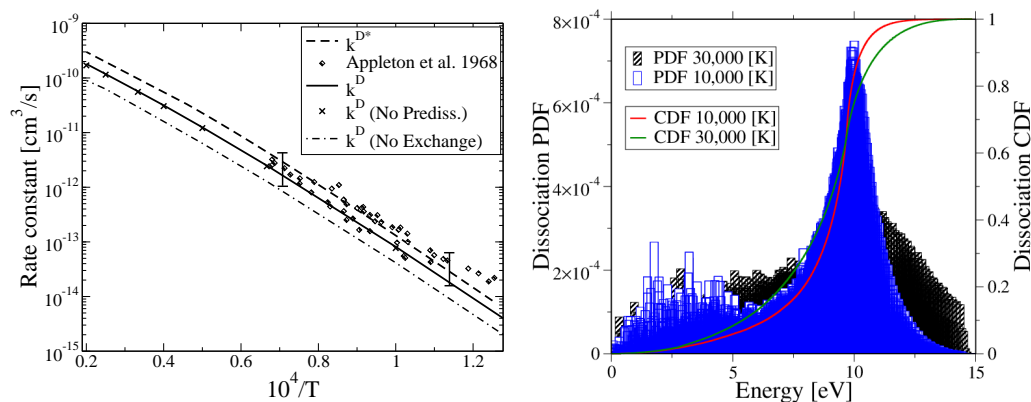 10^-9
10^-10
10^-11
10^-12
10^-13
10^-14
10^-15
Rate constant [cm^3/s]
0.2
0.4
0.6
0.8
1
1.2
10^4/T
k^D*
Appleton et al. 1968
k^D
k^D (No Prediss.)
k^D (No Exchange)
8×10^-4
6×10^-4
4×10^-4
2×10^-4
0
Dissociation PDF
PDF 30,000 [K]
PDF 10,000 [K]
CDF 10,000 [K]
CDF 30,000 [K]
0
5
10
15
Energy [eV]
1
0.8
0.6
0.4
0.2
0
Dissociation CDF